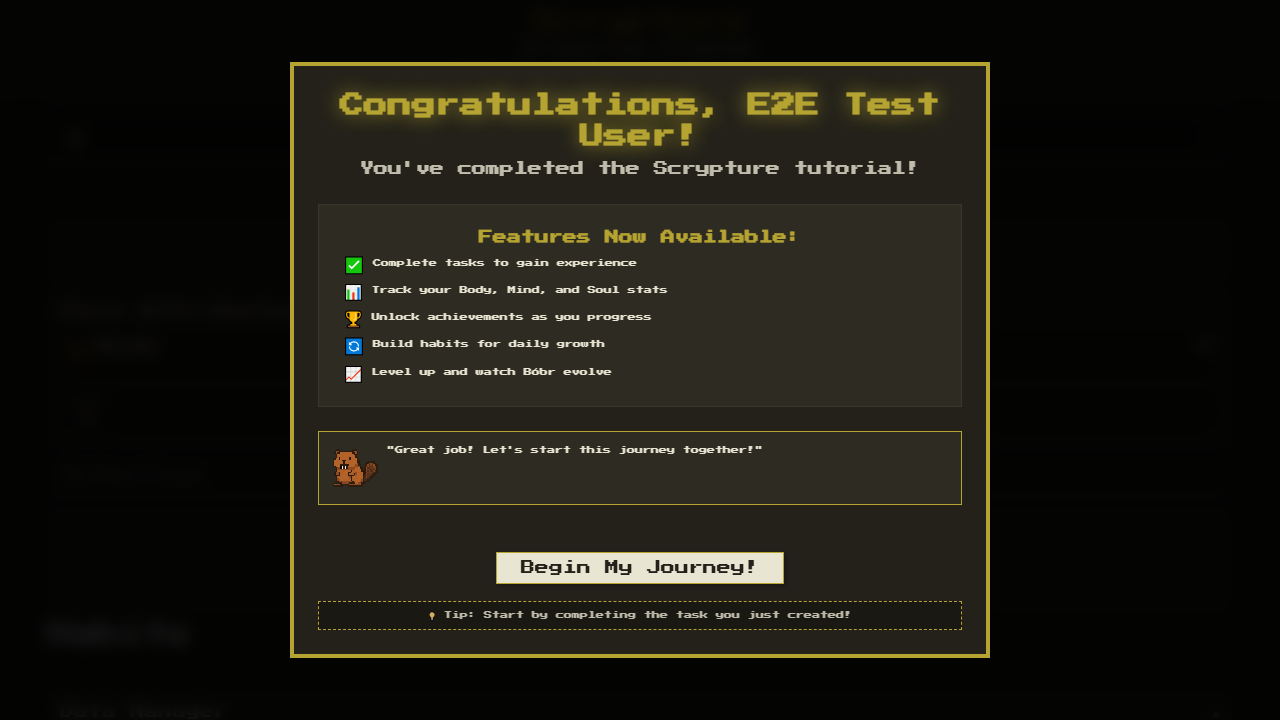 Congratulations, E2E Test
User!
You've completed the Scrypture tutorial!
Features Now Available:
Complete tasks to gain experience
Track your Body, Mind, and Soul stats
Unlock achievements as you progress
Build habits for daily growth
Level up and watch Bóbr evolve
"Great job! Let's start this journey together!"
Begin My Journey!
Tip: Start by completing the task you just created!